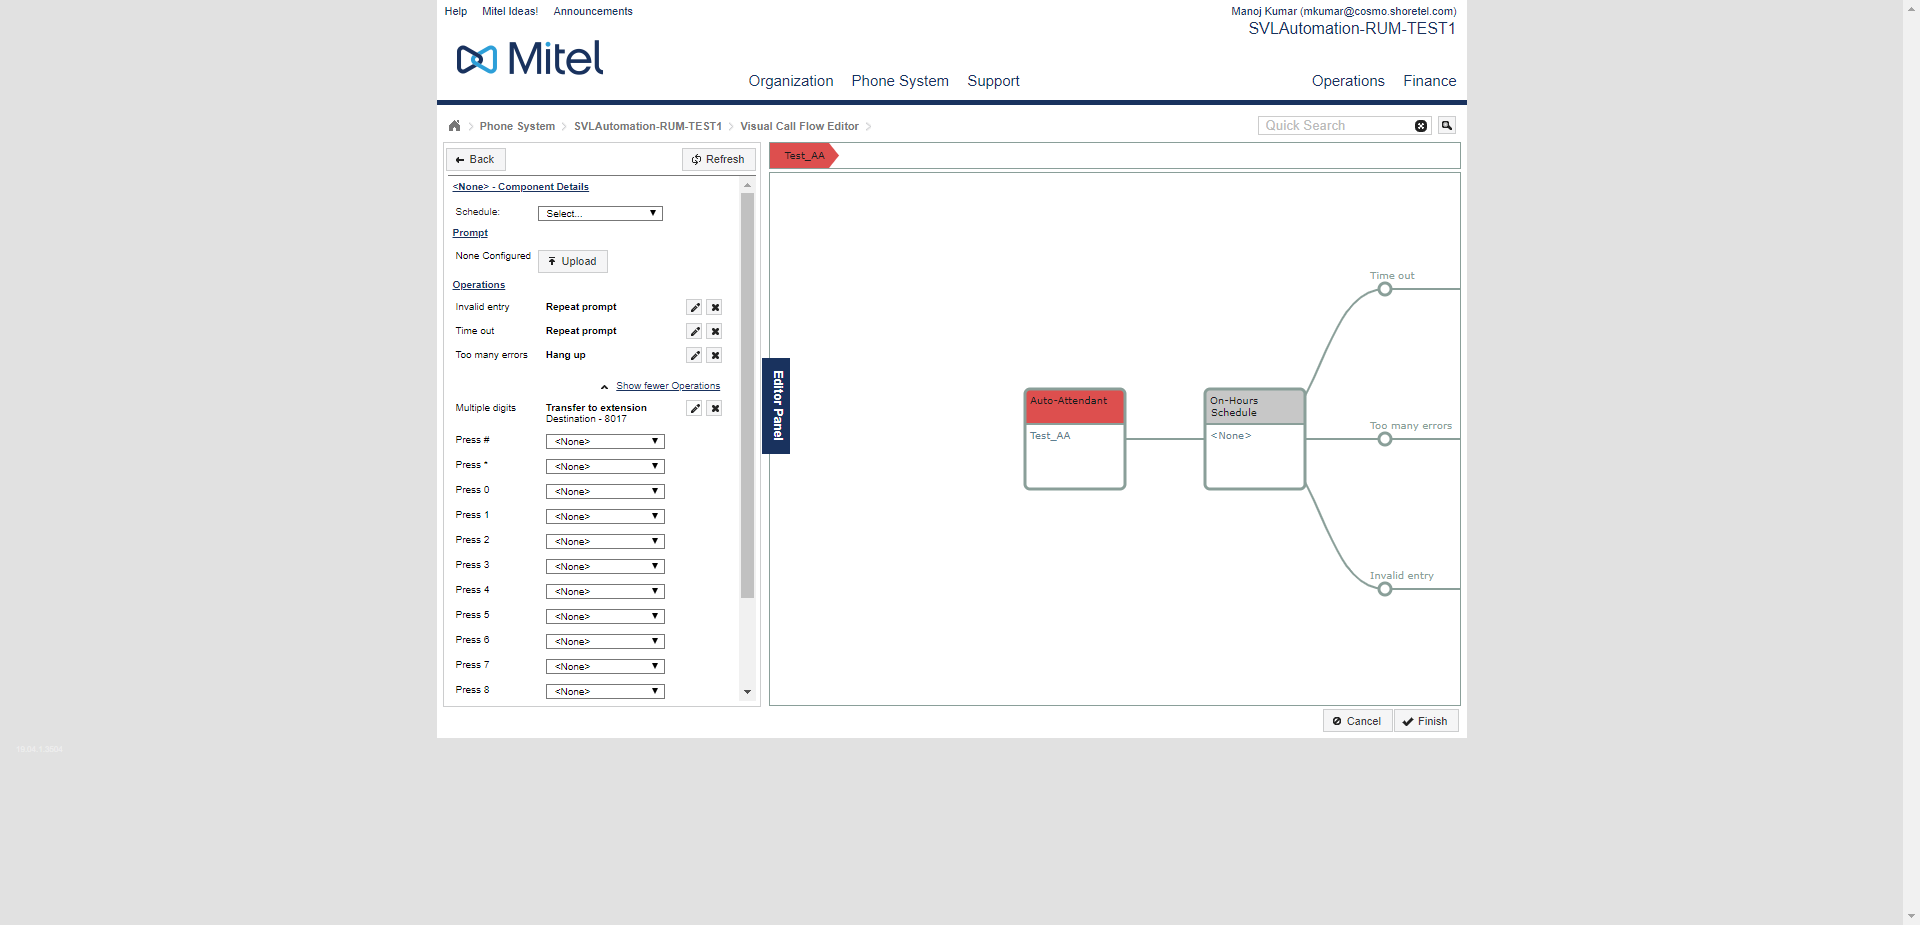 Help Mitel Ideas! Announcements
Manoj Kumar (mkumar@cosmo.shoretel.com)
SVLAutomation-RUM-TEST1
Mitel
Organization Phone System Support Operations Finance
Phone System SVLAutomation-RUM-TEST1 Visual Call Flow Editor
Quick Search
Back Refresh
<None> - Component Details
Schedule: Select...
Prompt
None Configured Upload
Operations
Invalid entry Repeat prompt
Time out Repeat prompt
Too many errors Hang up
Show fewer Operations
Multiple digits Transfer to extension
Destination - 8017
Press # <None>
Press * <None>
Press 0 <None>
Press 1 <None>
Press 2 <None>
Press 3 <None>
Press 4 <None>
Press 5 <None>
Press 6 <None>
Press 7 <None>
Press 8 <None>
Editor Panel
Test_AA
Auto-Attendant
Test_AA
On-Hours
Schedule
<None>
Time out
Too many errors
Invalid entry
Cancel Finish